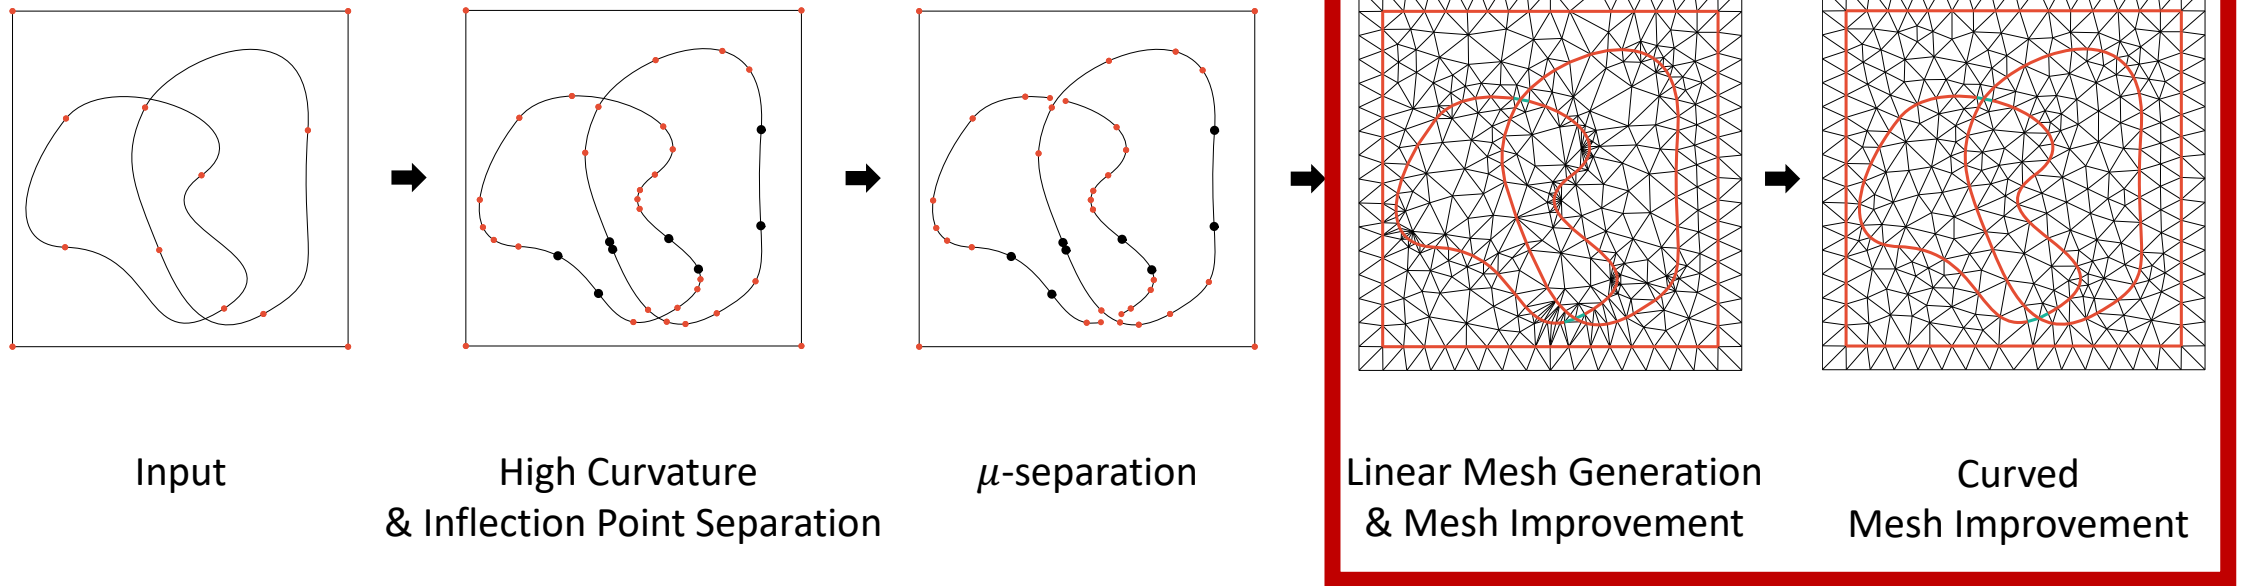 Input
High Curvature
& Inflection Point Separation
μ-separation
Linear Mesh Generation
& Mesh Improvement
Curved
Mesh Improvement